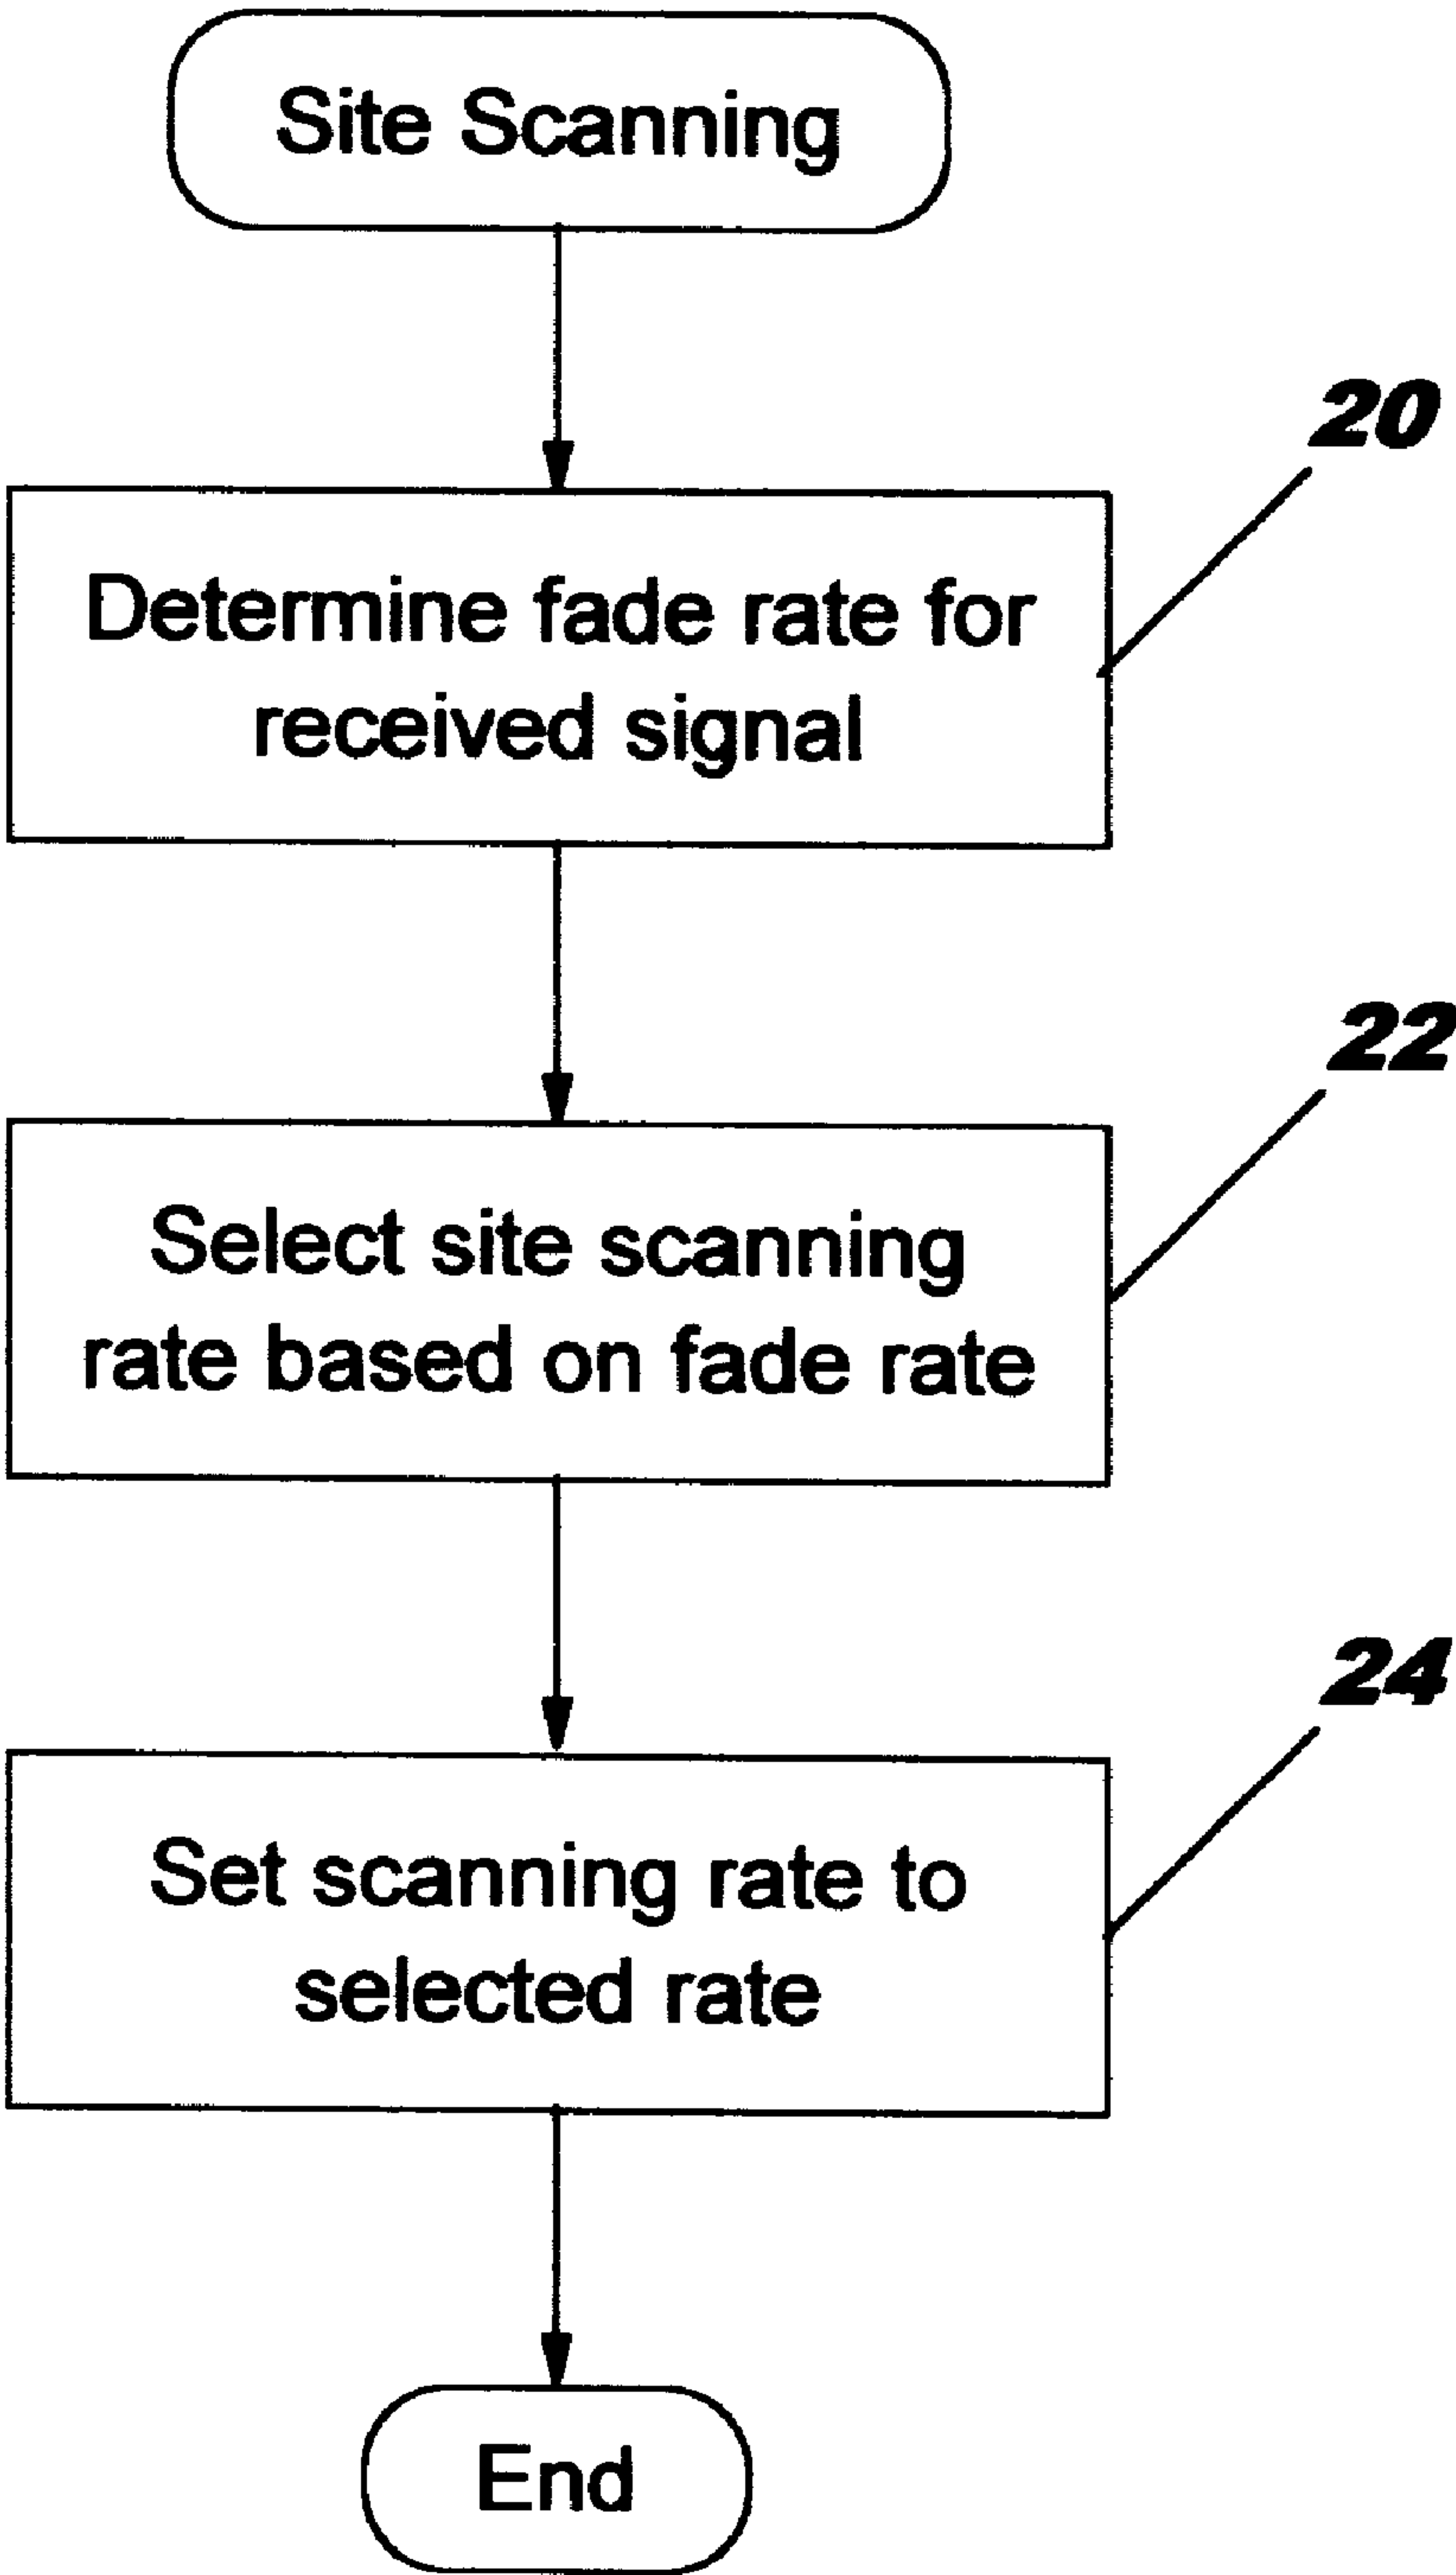 Site Scanning
20
Determine fade rate for
received signal
22
Select site scanning
rate based on fade rate
24
Set scanning rate to
selected rate
End